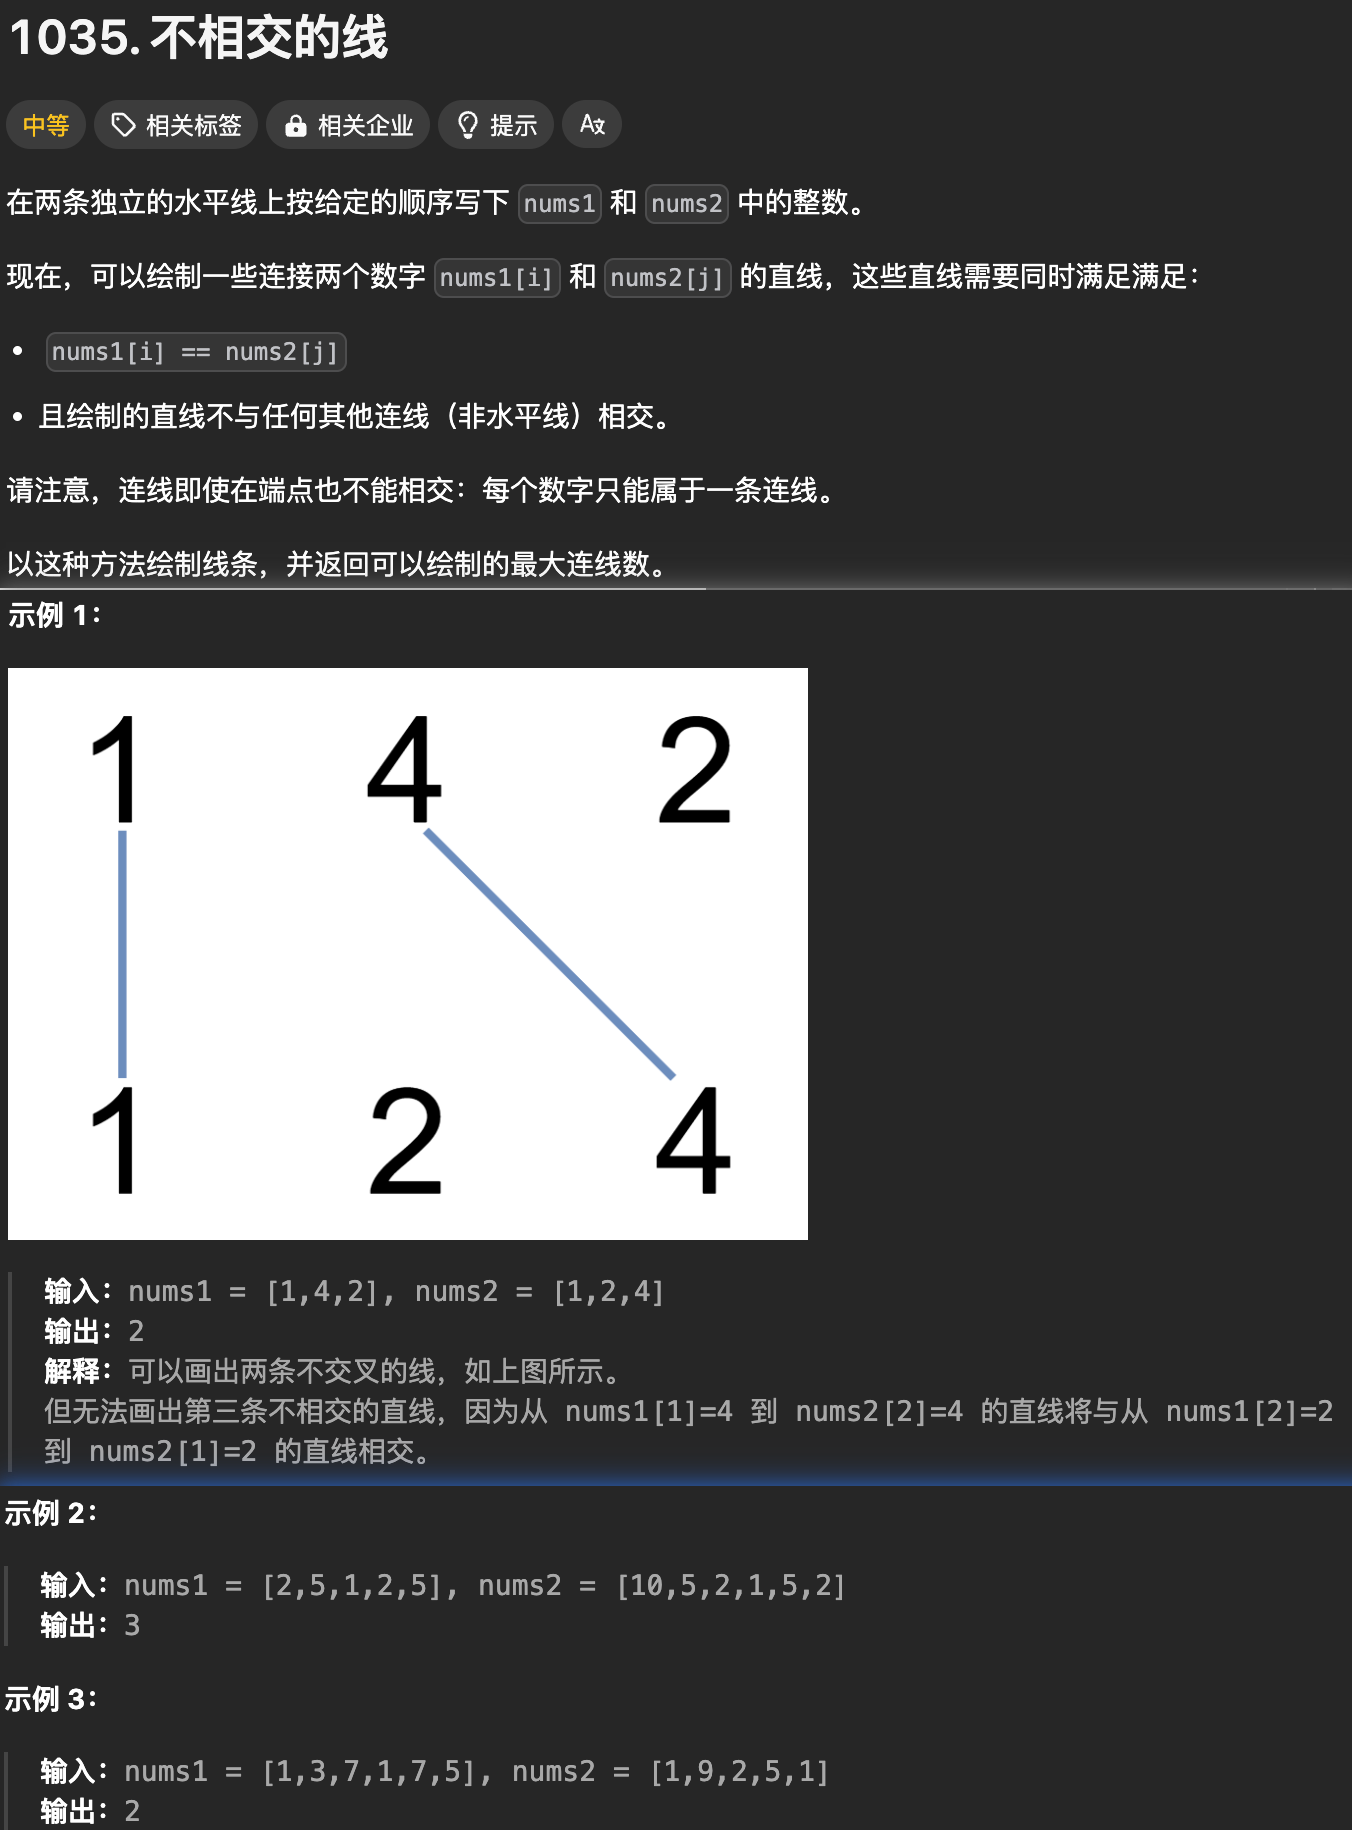 1035. 不相交的线
中等 相关标签 相关企业 提示
在两条独立的水平线上按给定的顺序写下 nums1 和 nums2 中的整数。
现在，可以绘制一些连接两个数字 nums1[i] 和 nums2[j] 的直线，这些直线需要同时满足满足：
• nums1[i] == nums2[j]
• 且绘制的直线不与任何其他连线（非水平线）相交。
请注意，连线即使在端点也不能相交：每个数字只能属于一条连线。
以这种方法绘制线条，并返回可以绘制的最大连线数。
示例 1：
1 4 2
1 2 4
输入：nums1 = [1,4,2], nums2 = [1,2,4]
输出：2
解释：可以画出两条不交叉的线，如上图所示。
但无法画出第三条不相交的直线，因为从 nums1[1]=4 到 nums2[2]=4 的直线将与从 nums1[2]=2
到 nums2[1]=2 的直线相交。
示例 2：
输入：nums1 = [2,5,1,2,5], nums2 = [10,5,2,1,5,2]
输出：3
示例 3：
输入：nums1 = [1,3,7,1,7,5], nums2 = [1,9,2,5,1]
输出：2